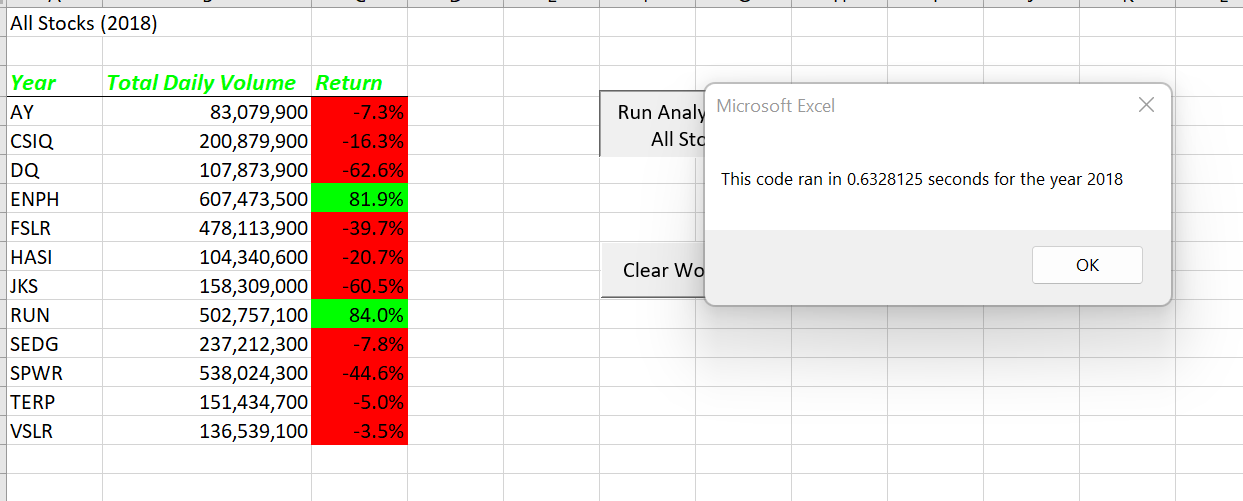 All Stocks (2018)
Year Total Daily Volume Return
AY 83,079,900 -7.3%
CSIQ 200,879,900 -16.3%
DQ 107,873,900 -62.6%
ENPH 607,473,500 81.9%
FSLR 478,113,900 -39.7%
HASI 104,340,600 -20.7%
JKS 158,309,000 -60.5%
RUN 502,757,100 84.0%
SEDG 237,212,300 -7.8%
SPWR 538,024,300 -44.6%
TERP 151,434,700 -5.0%
VSLR 136,539,100 -3.5%
Run Analy
All Sto
Clear Wo
Microsoft Excel
This code ran in 0.6328125 seconds for the year 2018
OK